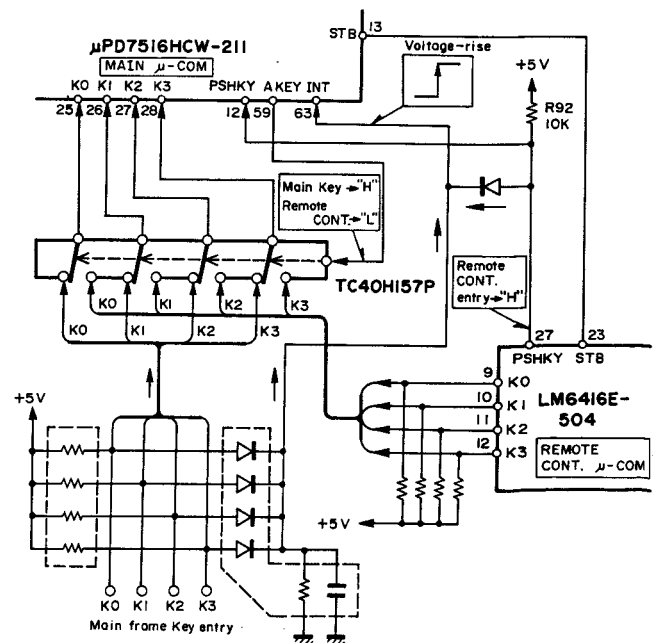 μPD7516HCW-211
MAIN μ-COM
STB 13
Voltage-rise
K0 K1 K2 K3 PSHKY AKEY INT
25 26 27 28 12 59 63
+5V
R92
10K
Main Key→"H"
Remote
CONT.→"L"
TC40H157P
Remote
CONT.
entry→"H"
K0 K1 K2 K3
K0 K1 K2 K3
27 23
PSHKY STB
9 K0
10 K1
11 K2
12 K3
LM6416E-
504
REMOTE
CONT. μ-COM
+5V
+5V
K0 K1 K2 K3
Main frame Key entry